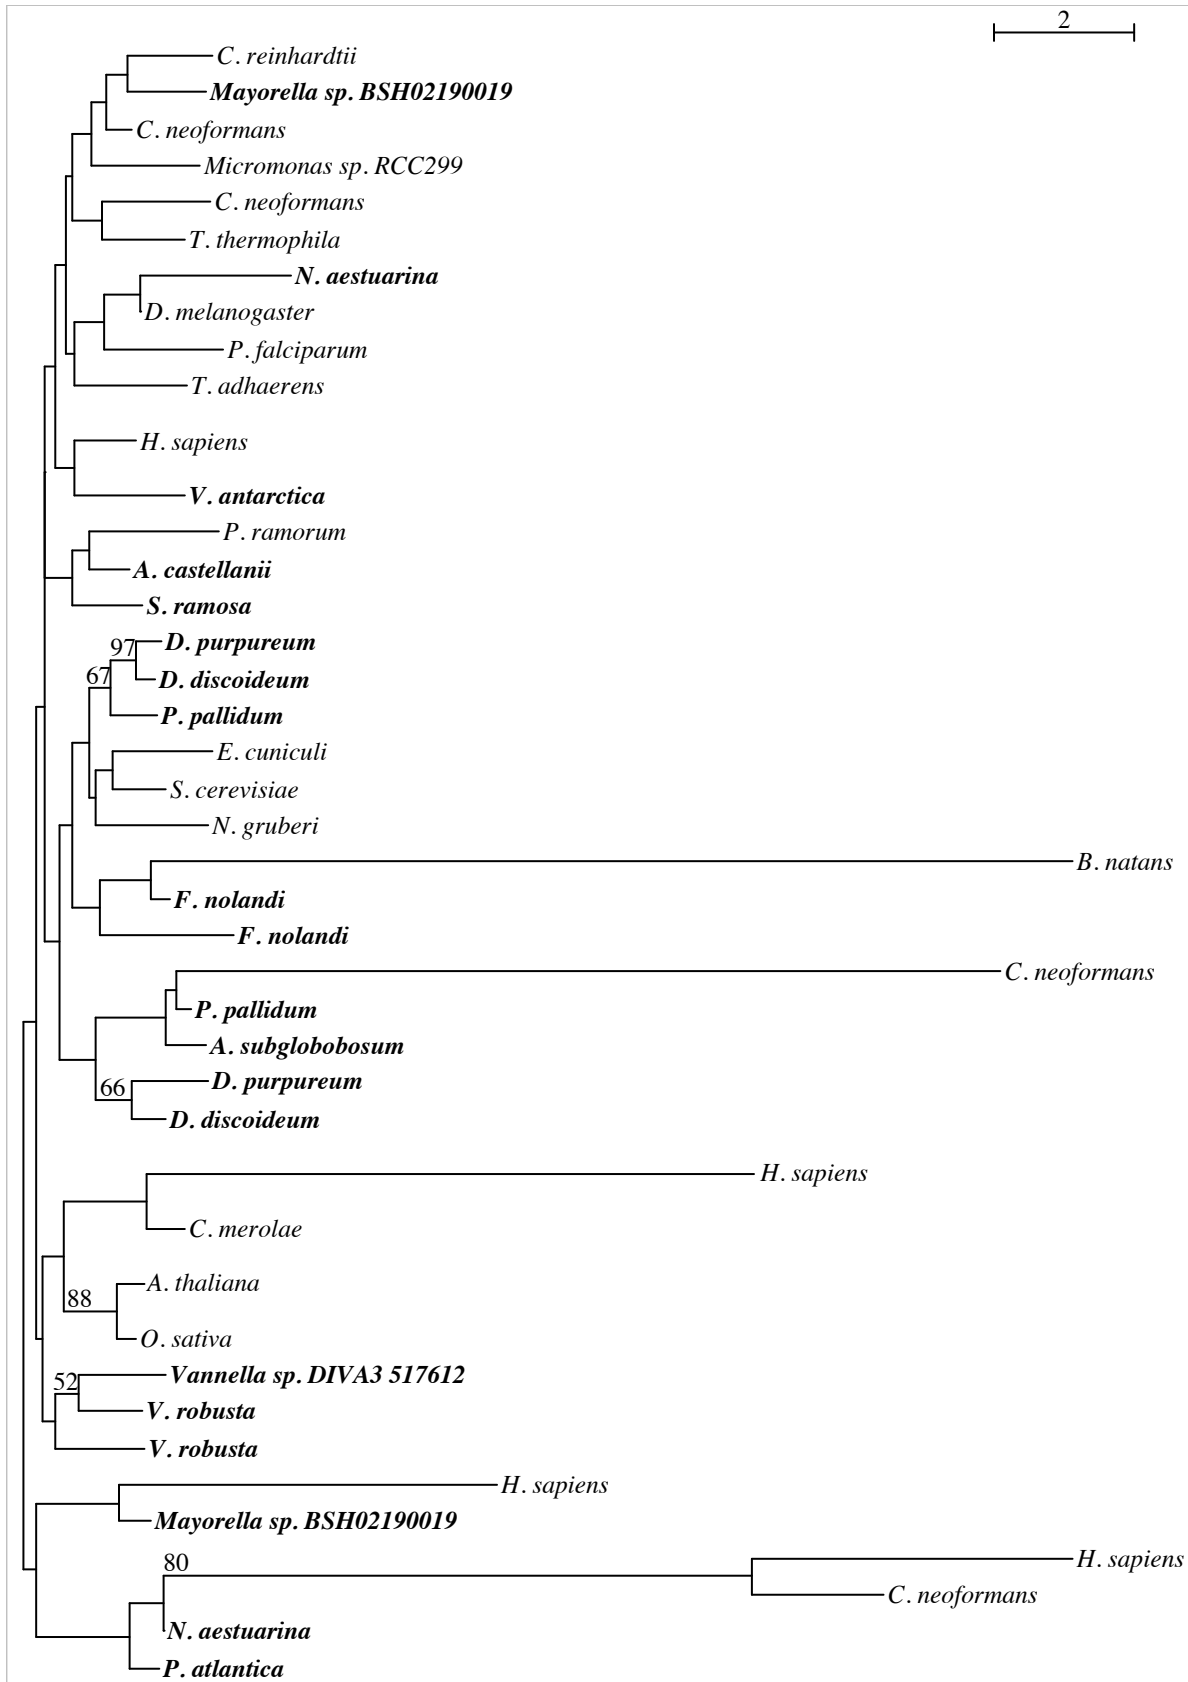 2
C. reinhardtii
Mayorella sp. BSH02190019
C. neoformans
Micromonas sp. RCC299
C. neoformans
T. thermophila
N. aestuarina
D. melanogaster
P. falciparum
T. adhaerens
H. sapiens
V. antarctica
P. ramorum
A. castellanii
S. ramosa
97 D. purpureum
67 D. discoideum
P. pallidum
E. cuniculi
S. cerevisiae
N. gruberi
B. natans
F. nolandi
F. nolandi
C. neoformans
P. pallidum
A. subglobobosum
66 D. purpureum
D. discoideum
H. sapiens
C. merolae
A. thaliana
88
O. sativa
Vannella sp. DIVA3 517612
52
V. robusta
V. robusta
H. sapiens
Mayorella sp. BSH02190019
80 H. sapiens
C. neoformans
N. aestuarina
P. atlantica